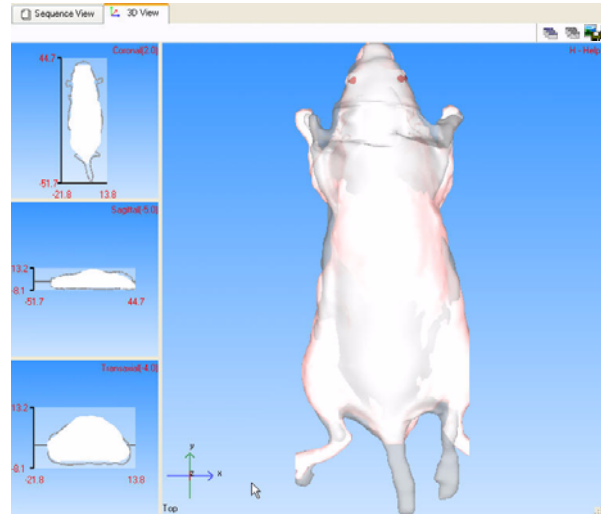 Sequence View
3D View
H - Help
Coronal(2.0)
44.7
-51.7
-21.8 13.8
Sagittal(-5.0)
13.2
-8.1
-51.7 44.7
Transaxial(-4.0)
13.2
-8.1
-21.8 13.8
y
z
x
Top